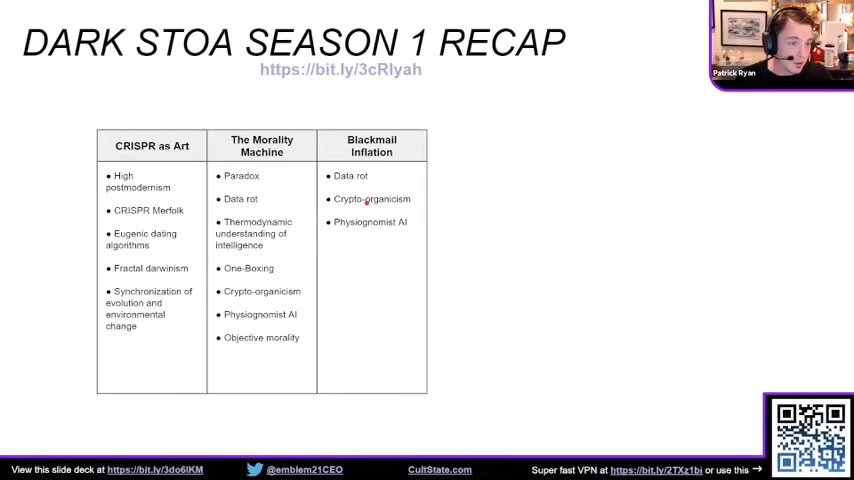 DARK STOA SEASON 1 RECAP
https://bit.ly/3cRlyah
Patrick Ryan
CRISPR as Art
The Morality
Machine
Blackmail
Inflation
● High
postmodernism
● CRISPR Merfolk
● Eugenic dating
algorithms
● Fractal darwinism
● Synchronization of
evolution and
environmental
change
● Paradox
● Data rot
● Thermodynamic
understanding of
intelligence
● One-Boxing
● Crypto-organicism
● Physiognomist AI
● Objective morality
● Data rot
● Crypto-organicism
● Physiognomist AI
View this slide deck at https://bit.ly/3do6IKM
@emblem21CEO
CultState.com
Super fast VPN at https://bit.ly/2TXz1bi or use this →